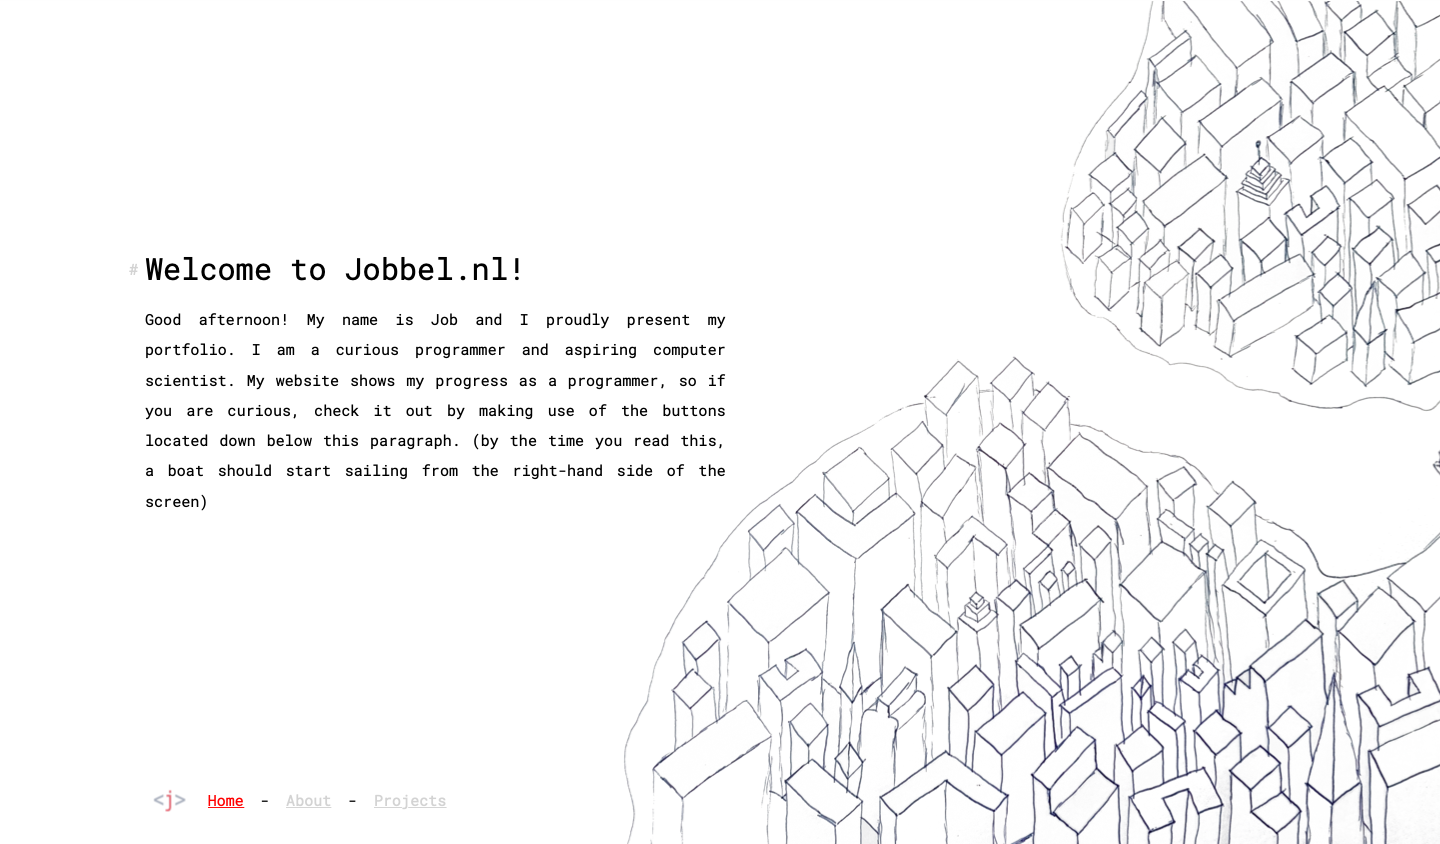 # Welcome to Jobbel.nl!
Good afternoon! My name is Job and I proudly present my
portfolio. I am a curious programmer and aspiring computer
scientist. My website shows my progress as a programmer, so if
you are curious, check it out by making use of the buttons
located down below this paragraph. (by the time you read this,
a boat should start sailing from the right-hand side of the
screen)
<j> Home - About - Projects